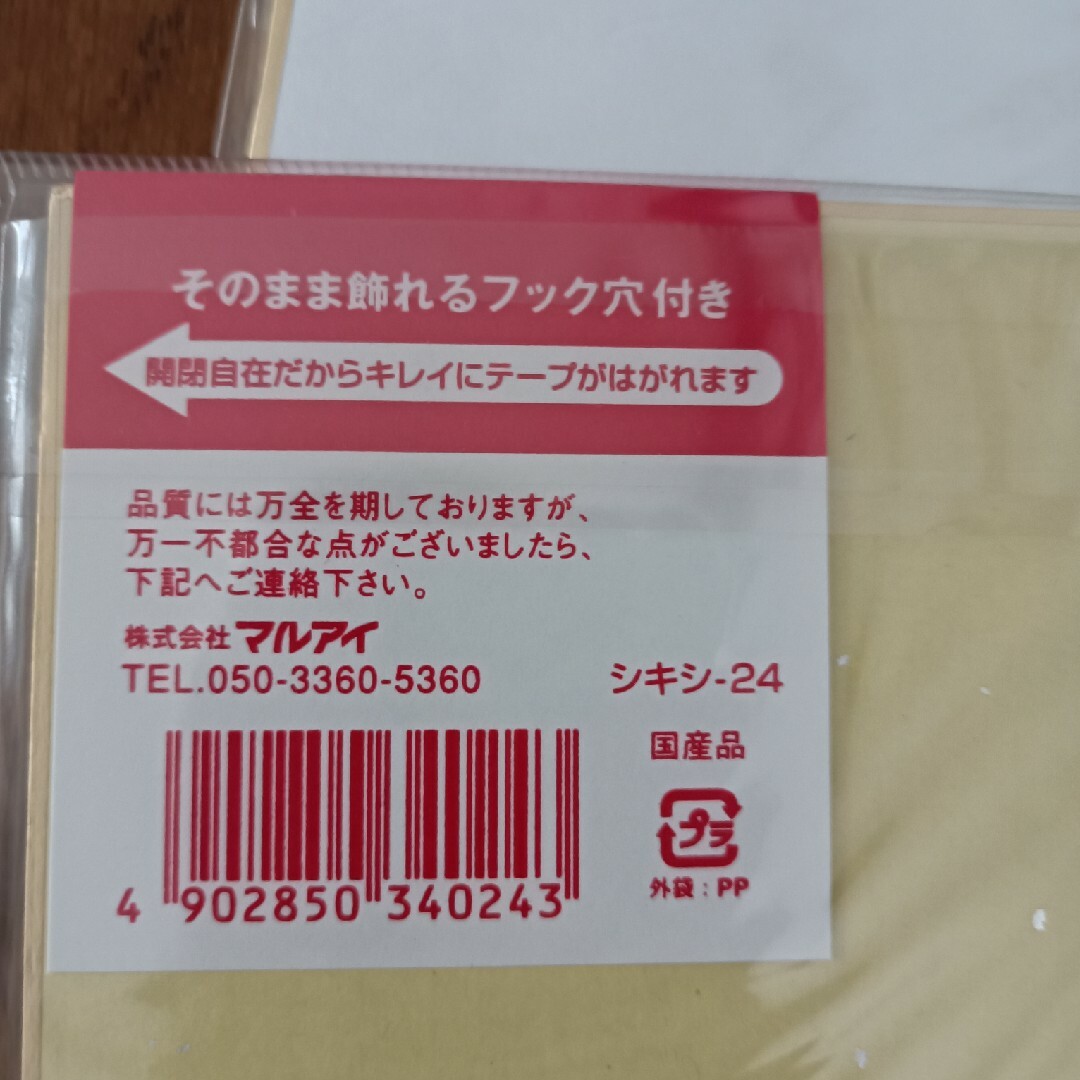 そのまま飾れるフック穴付き
開閉自在だからキレイにテープがはがれます
品質には万全を期しておりますが、
万一不都合な点がございましたら、
下記へご連絡下さい。
株式会社マルアイ
TEL.050-3360-5360
シキシ-24
国産品
プラ
外袋：PP
4 902850 340243